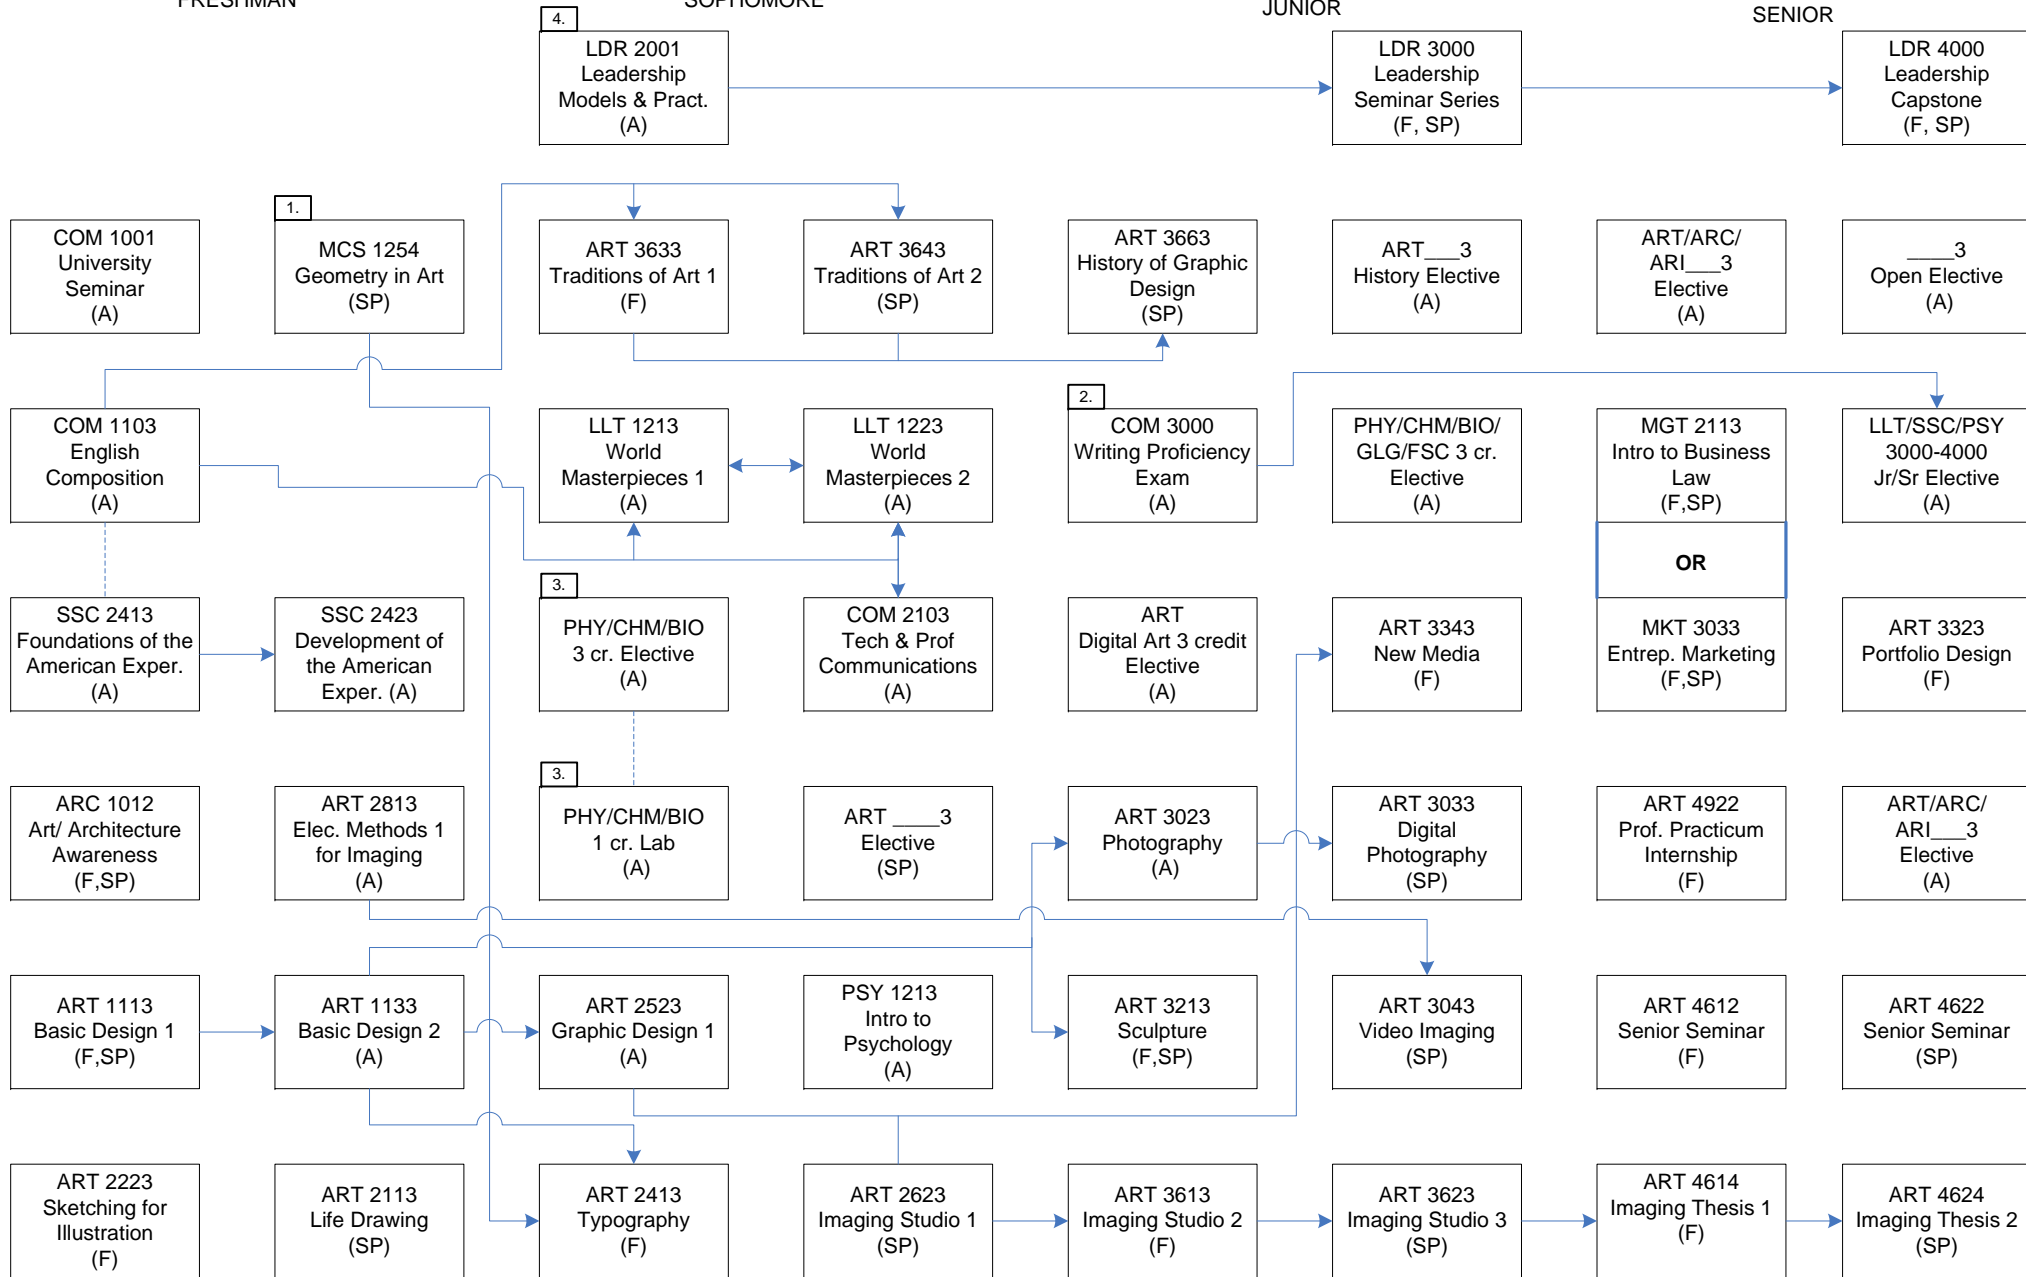 FRESHMAN
SOPHOMORE
JUNIOR
SENIOR
4.
LDR 2001
Leadership
Models & Pract.
(A)
LDR 3000
Leadership
Seminar Series
(F, SP)
LDR 4000
Leadership
Capstone
(F, SP)
COM 1001
University
Seminar
(A)
1.
MCS 1254
Geometry in Art
(SP)
ART 3633
Traditions of Art 1
(F)
ART 3643
Traditions of Art 2
(SP)
ART 3663
History of Graphic
Design
(SP)
ART___3
History Elective
(A)
ART/ARC/
ARI___3
Elective
(A)
____3
Open Elective
(A)
COM 1103
English
Composition
(A)
LLT 1213
World
Masterpieces 1
(A)
LLT 1223
World
Masterpieces 2
(A)
2.
COM 3000
Writing Proficiency
Exam
(A)
PHY/CHM/BIO/
GLG/FSC 3 cr.
Elective
(A)
MGT 2113
Intro to Business
Law
(F,SP)
OR
LLT/SSC/PSY
3000-4000
Jr/Sr Elective
(A)
SSC 2413
Foundations of the
American Exper.
(A)
SSC 2423
Development of
the American
Exper. (A)
3.
PHY/CHM/BIO
3 cr. Elective
(A)
COM 2103
Tech & Prof
Communications
(A)
ART
Digital Art 3 credit
Elective
(A)
ART 3343
New Media
(F)
MKT 3033
Entrep. Marketing
(F,SP)
ART 3323
Portfolio Design
(F)
ARC 1012
Art/ Architecture
Awareness
(F,SP)
ART 2813
Elec. Methods 1
for Imaging
(A)
3.
PHY/CHM/BIO
1 cr. Lab
(A)
ART ____3
Elective
(SP)
ART 3023
Photography
(A)
ART 3033
Digital
Photography
(SP)
ART 4922
Prof. Practicum
Internship
(F)
ART/ARC/
ARI___3
Elective
(A)
ART 1113
Basic Design 1
(F,SP)
ART 1133
Basic Design 2
(A)
ART 2523
Graphic Design 1
(A)
PSY 1213
Intro to
Psychology
(A)
ART 3213
Sculpture
(F,SP)
ART 3043
Video Imaging
(SP)
ART 4612
Senior Seminar
(F)
ART 4622
Senior Seminar
(SP)
ART 2223
Sketching for
Illustration
(F)
ART 2113
Life Drawing
(SP)
ART 2413
Typography
(F)
ART 2623
Imaging Studio 1
(SP)
ART 3613
Imaging Studio 2
(F)
ART 3623
Imaging Studio 3
(SP)
ART 4614
Imaging Thesis 1
(F)
ART 4624
Imaging Thesis 2
(SP)